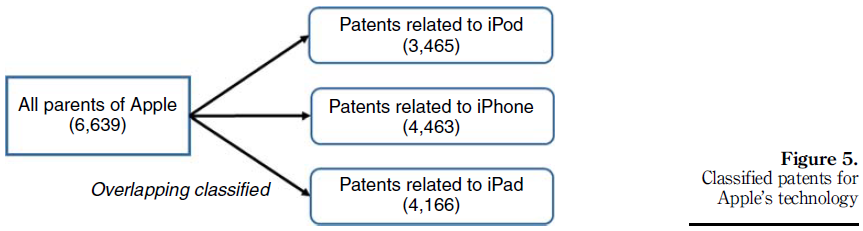 All parents of Apple
(6,639)
Overlapping classified
Patents related to iPod
(3,465)
Patents related to iPhone
(4,463)
Patents related to iPad
(4,166)
Figure 5.
Classified patents for
Apple's technology